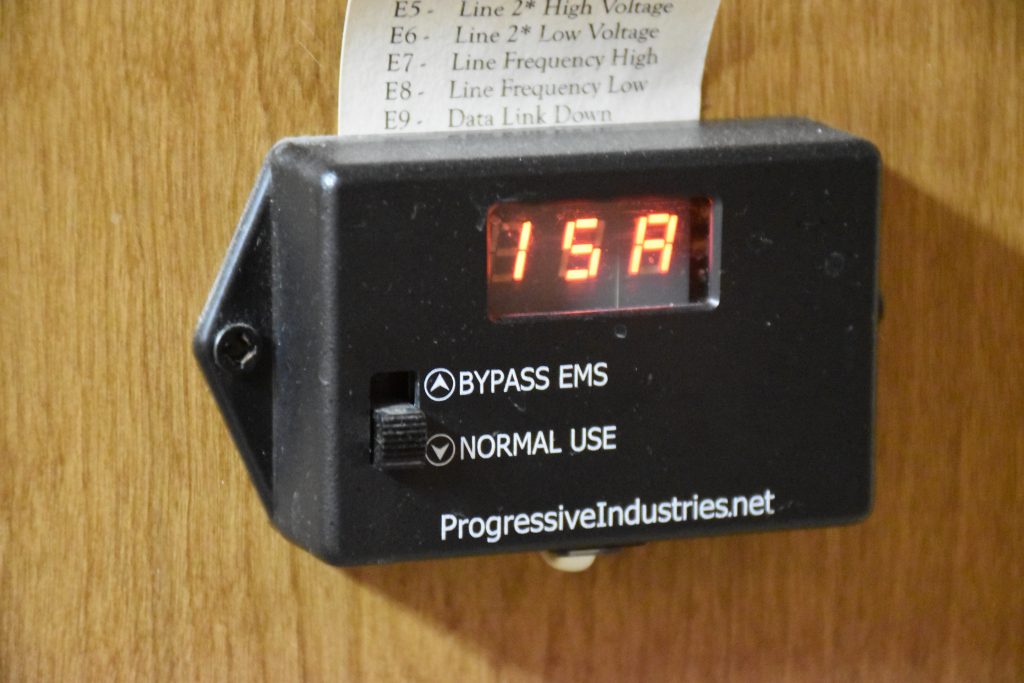 E5 - Line 2* High Voltage
E6 - Line 2* Low Voltage
E7 - Line Frequency High
E8 - Line Frequency Low
E9 - Data Link Down
15A
BYPASS EMS
NORMAL USE
ProgressiveIndustries.net